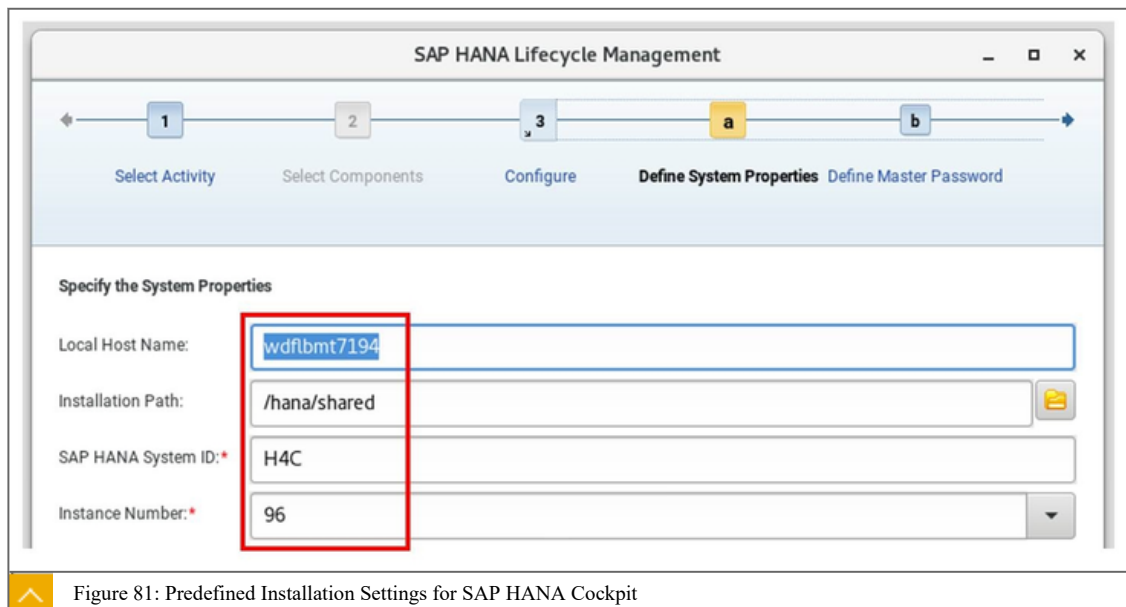 SAP HANA Lifecycle Management
1 2 3 a b
Select Activity Select Components Configure Define System Properties Define Master Password
Specify the System Properties
Local Host Name: wdflbmt7194
Installation Path: /hana/shared
SAP HANA System ID:* H4C
Instance Number:* 96
Figure 81: Predefined Installation Settings for SAP HANA Cockpit